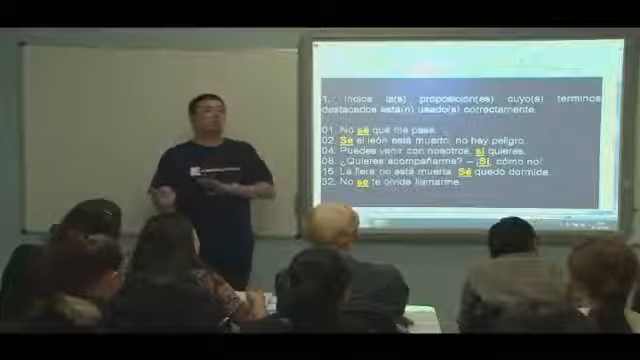 1. Indica la(s) proposición(es) cuyo(s) términos
destacados está(n) usado(s) correctamente.
01. No sé qué me pasa.
02. Se el león está muerto, no hay peligro.
04. Puedes venir con nosotros, si quieres.
08. ¿Quieres acompañarme? – ¡Sí, cómo no!
16. La fiera no está muerta. Sé quedó dormida.
32. No se te olvide llamarme.